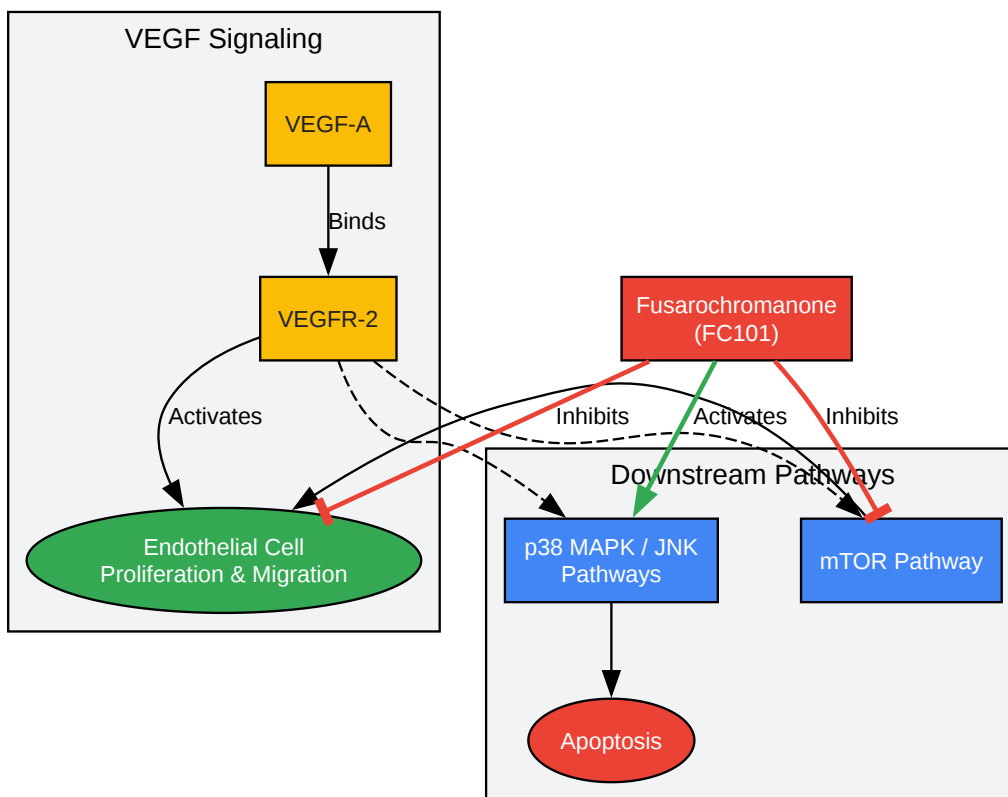 VEGF Signaling
VEGF-A
Binds
VEGFR-2
Fusarochromanone
(FC101)
Activates
Inhibits
Activates
Inhibits
Downstream Pathways
Endothelial Cell
Proliferation & Migration
p38 MAPK / JNK
Pathways
mTOR Pathway
Apoptosis